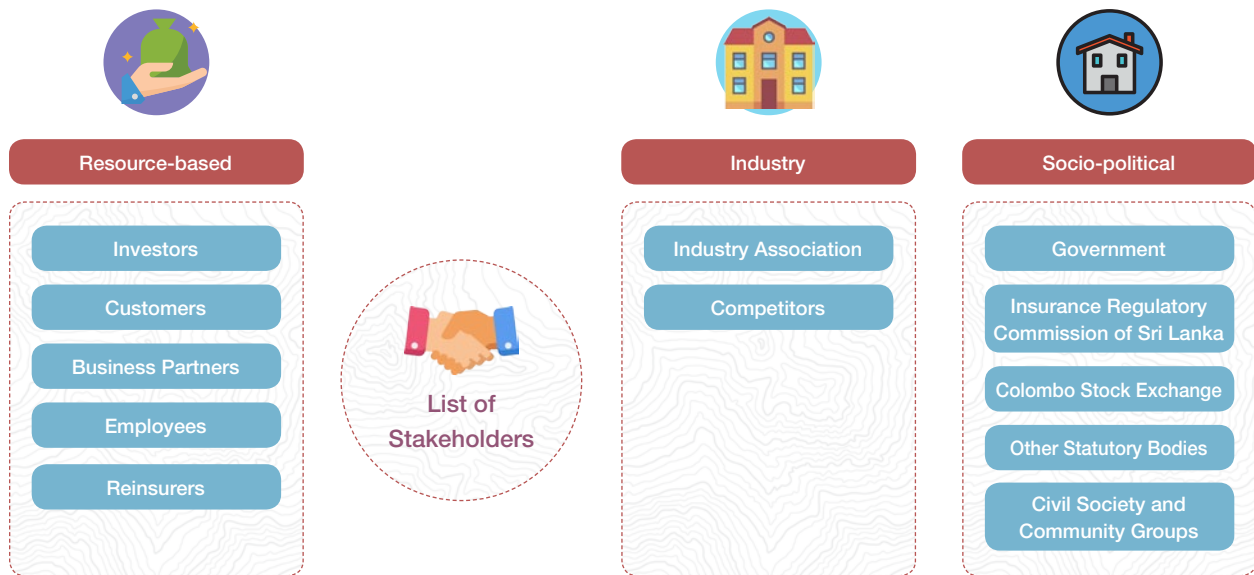 Resource-based
Investors
Customers
Business Partners
Employees
Reinsurers
List of
Stakeholders
Industry
Industry Association
Competitors
Socio-political
Government
Insurance Regulatory
Commission of Sri Lanka
Colombo Stock Exchange
Other Statutory Bodies
Civil Society and
Community Groups